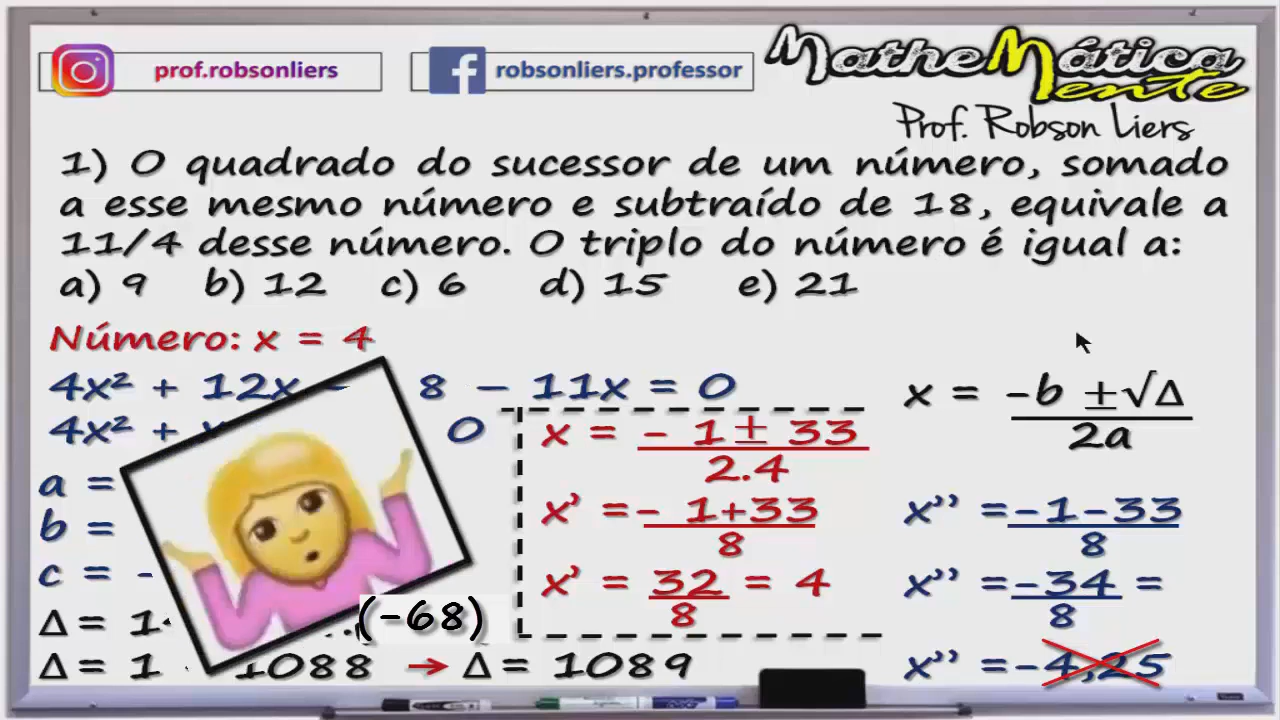 prof.robsonliers
robsonliers.professor
MatheMática
Mente
Prof. Robson Liers
1) O quadrado do sucessor de um número, somado
a esse mesmo número e subtraído de 18, equivale a
11/4 desse número. O triplo do número é igual a:
a) 9 b) 12 c) 6 d) 15 e) 21
Número: x = 4
4x² + 12x 8 - 11x = 0
4x² + 0
a =
b =
c = -
Δ = 1 (-68)
Δ = 1 1088 → Δ = 1089
x = - 1 ± 33
2.4
x' = - 1+33
8
x' = 32 = 4
8
x = -b ±√Δ
2a
x'' = -1-33
8
x'' = -34 =
8
x'' = -4,25